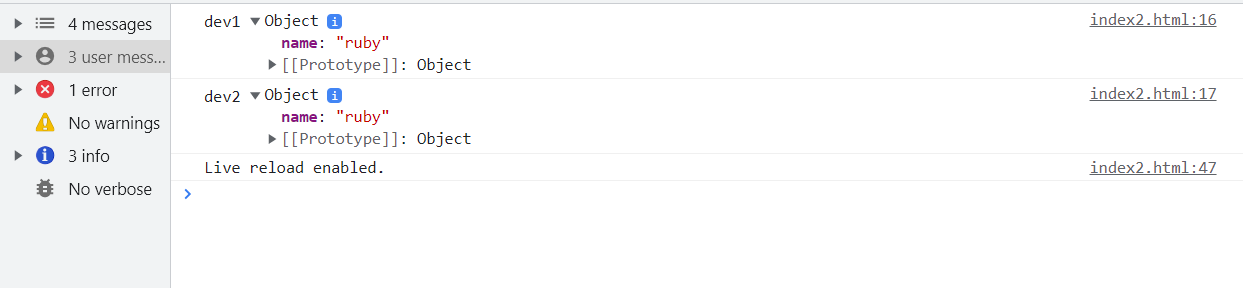 4 messages
3 user mess...
1 error
No warnings
3 info
No verbose
dev1 Object i index2.html:16
name: "ruby"
[[Prototype]]: Object
dev2 Object i index2.html:17
name: "ruby"
[[Prototype]]: Object
Live reload enabled. index2.html:47